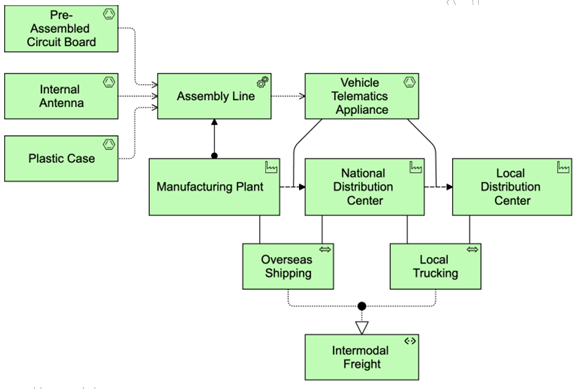 Pre-
Assembled
Circuit Board
Internal
Antenna
Plastic Case
Assembly Line
Vehicle
Telematics
Appliance
Manufacturing Plant
National
Distribution
Center
Local
Distribution
Center
Overseas
Shipping
Local
Trucking
Intermodal
Freight